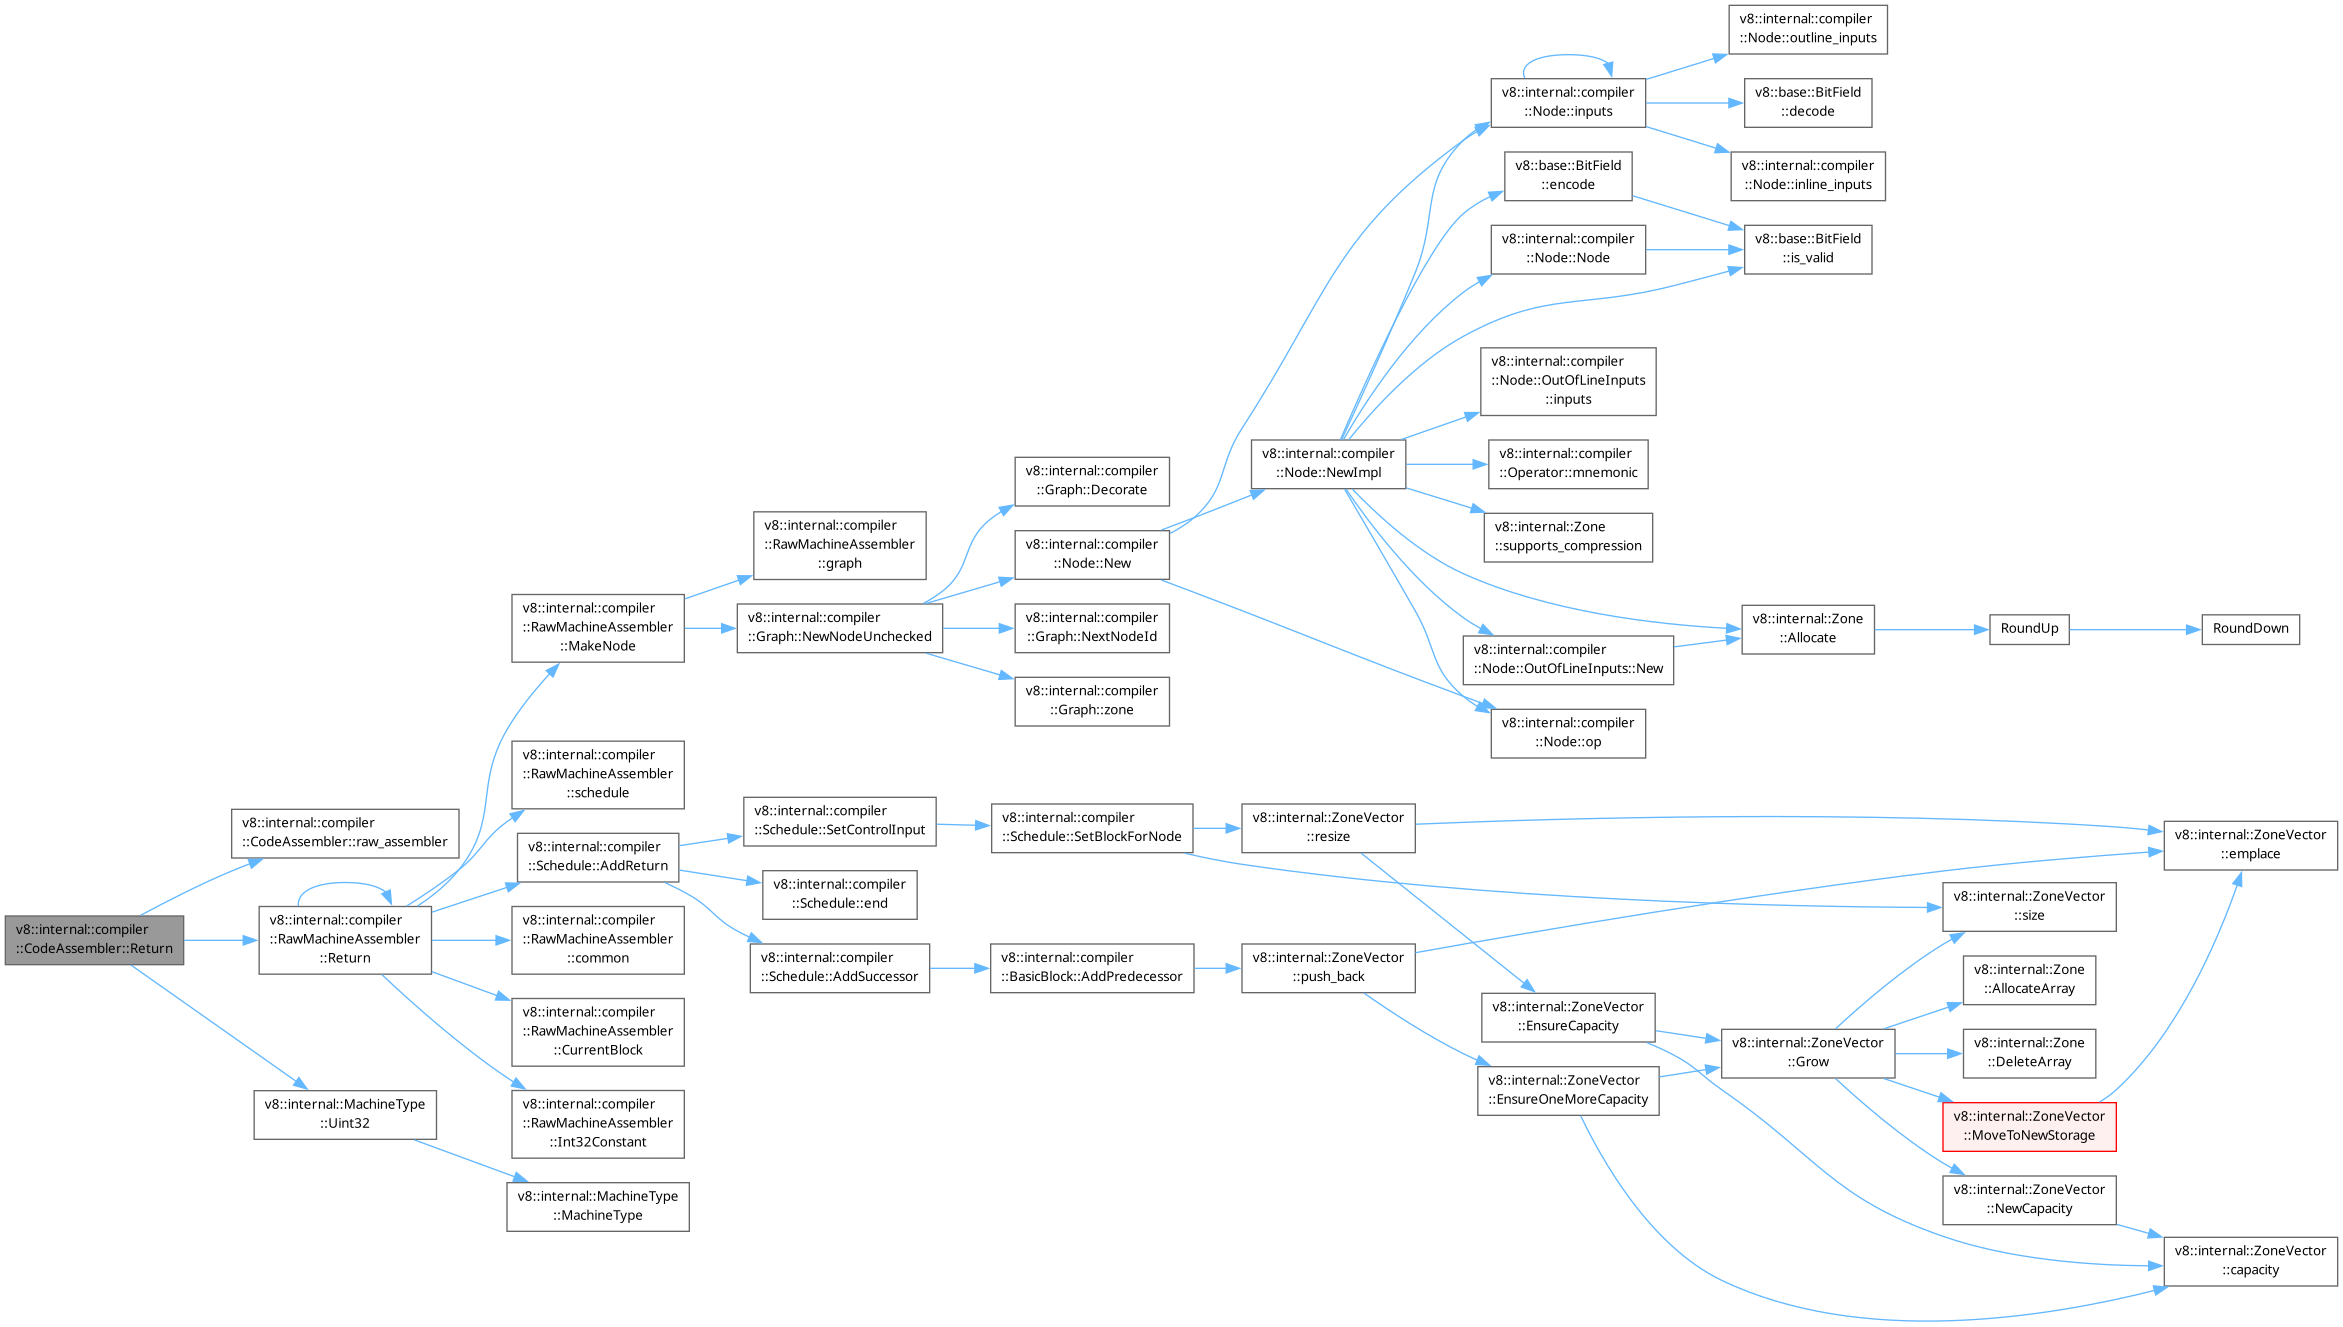 v8::internal::compiler
::CodeAssembler::Return
v8::internal::compiler
::CodeAssembler::raw_assembler
v8::internal::compiler
::RawMachineAssembler
::Return
v8::internal::MachineType
::Uint32
v8::internal::compiler
::RawMachineAssembler
::MakeNode
v8::internal::compiler
::RawMachineAssembler
::schedule
v8::internal::compiler
::Schedule::AddReturn
v8::internal::compiler
::RawMachineAssembler
::common
v8::internal::compiler
::RawMachineAssembler
::CurrentBlock
v8::internal::compiler
::RawMachineAssembler
::Int32Constant
v8::internal::MachineType
::MachineType
v8::internal::compiler
::RawMachineAssembler
::graph
v8::internal::compiler
::Graph::NewNodeUnchecked
v8::internal::compiler
::Schedule::SetControlInput
v8::internal::compiler
::Schedule::end
v8::internal::compiler
::Schedule::AddSuccessor
v8::internal::compiler
::Graph::Decorate
v8::internal::compiler
::Node::New
v8::internal::compiler
::Graph::NextNodeId
v8::internal::compiler
::Graph::zone
v8::internal::compiler
::Schedule::SetBlockForNode
v8::internal::compiler
::BasicBlock::AddPredecessor
v8::internal::compiler
::Node::NewImpl
v8::internal::ZoneVector
::resize
v8::internal::ZoneVector
::push_back
v8::internal::compiler
::Node::inputs
v8::base::BitField
::encode
v8::internal::compiler
::Node::Node
v8::internal::compiler
::Node::OutOfLineInputs
::inputs
v8::internal::compiler
::Operator::mnemonic
v8::internal::Zone
::supports_compression
v8::internal::compiler
::Node::OutOfLineInputs::New
v8::internal::compiler
::Node::op
v8::internal::ZoneVector
::EnsureCapacity
v8::internal::ZoneVector
::EnsureOneMoreCapacity
v8::internal::compiler
::Node::outline_inputs
v8::base::BitField
::decode
v8::internal::compiler
::Node::inline_inputs
v8::base::BitField
::is_valid
v8::internal::Zone
::Allocate
v8::internal::ZoneVector
::Grow
RoundUp
RoundDown
v8::internal::ZoneVector
::emplace
v8::internal::ZoneVector
::size
v8::internal::Zone
::AllocateArray
v8::internal::Zone
::DeleteArray
v8::internal::ZoneVector
::MoveToNewStorage
v8::internal::ZoneVector
::NewCapacity
v8::internal::ZoneVector
::capacity